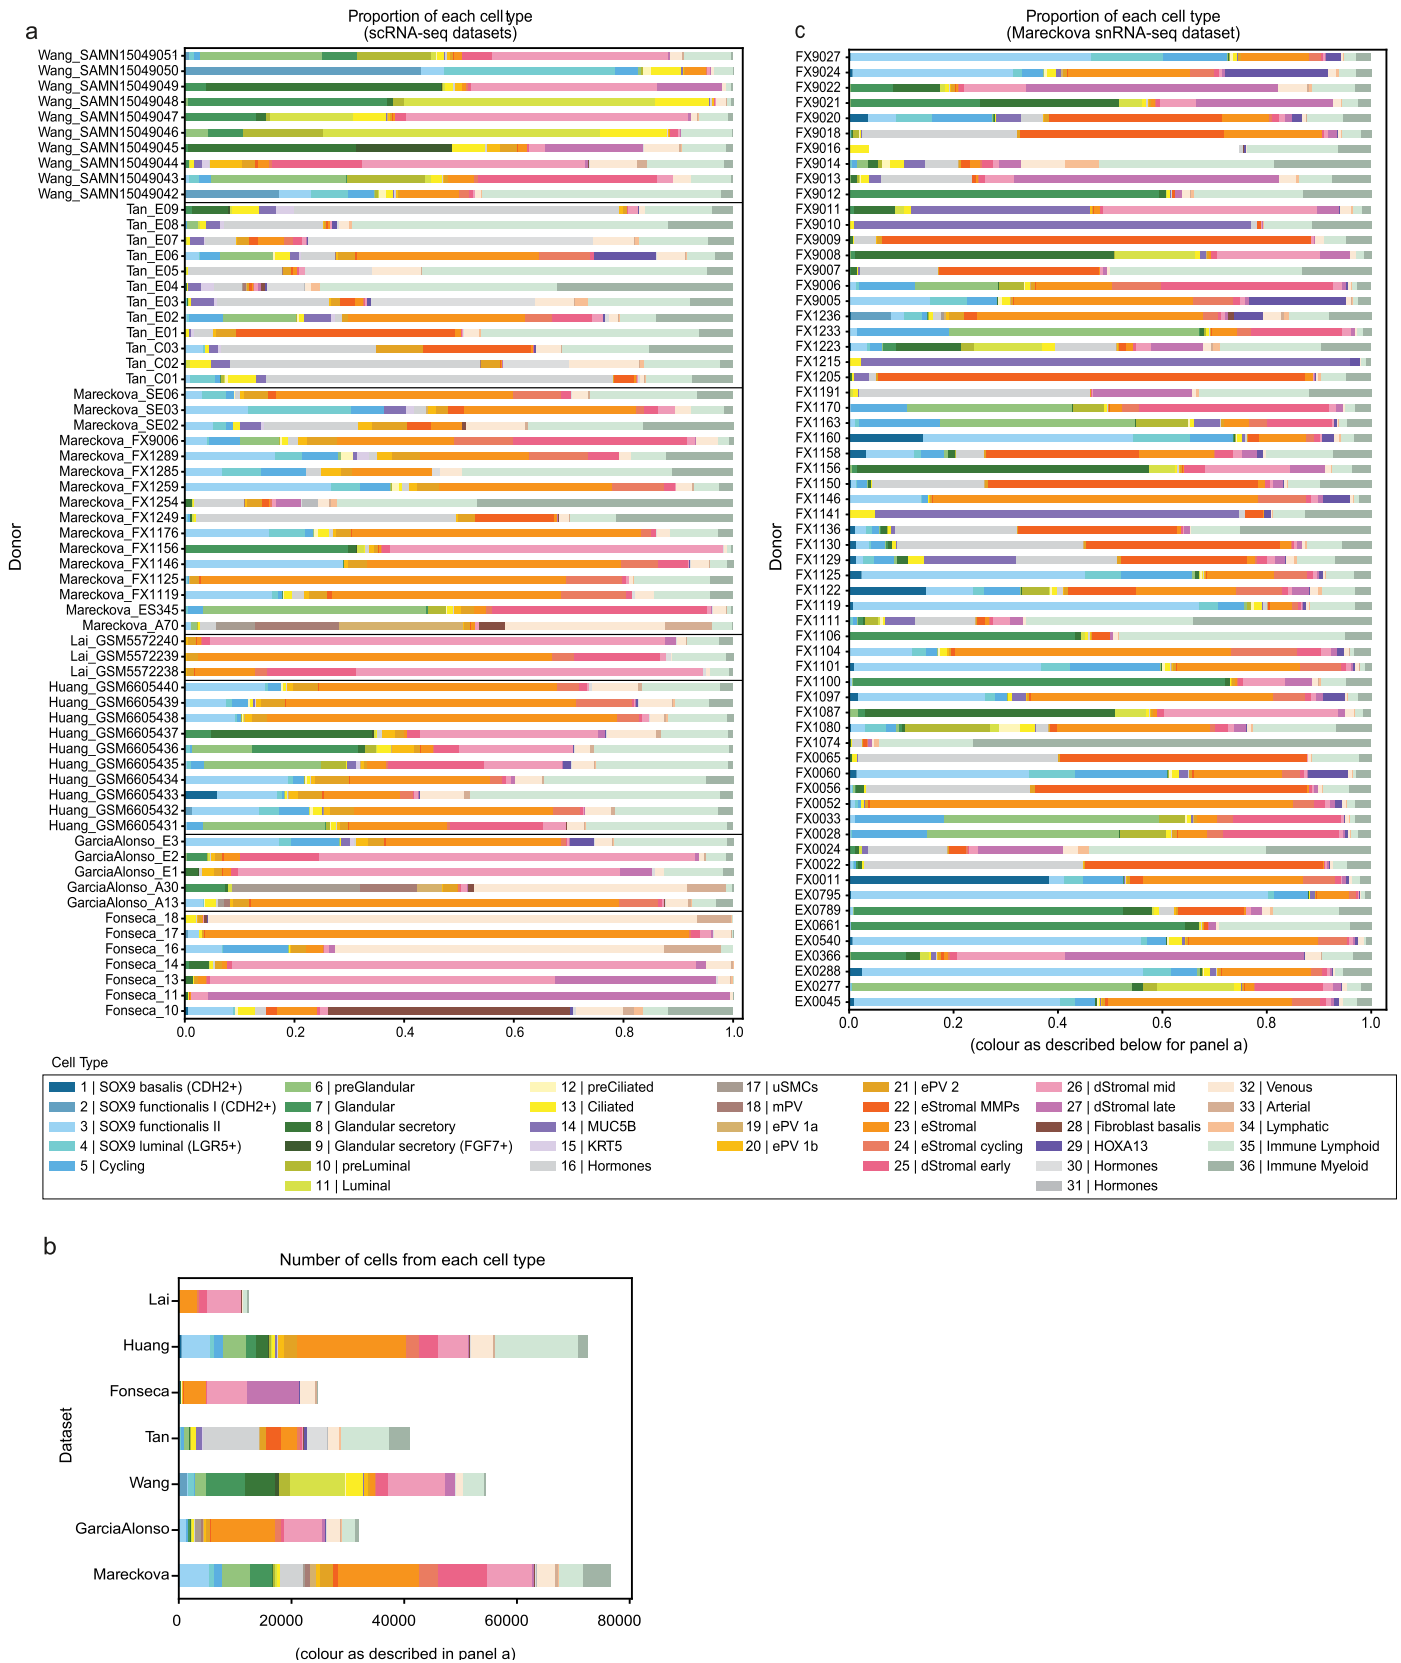 a
Proportion of each cell type
(scRNA-seq datasets)
Wang_SAMN15049051
Wang_SAMN15049050
Wang_SAMN15049049
Wang_SAMN15049048
Wang_SAMN15049047
Wang_SAMN15049046
Wang_SAMN15049045
Wang_SAMN15049044
Wang_SAMN15049043
Wang_SAMN15049042
Tan_E09
Tan_E08
Tan_E07
Tan_E06
Tan_E05
Tan_E04
Tan_E03
Tan_E02
Tan_E01
Tan_C03
Tan_C02
Tan_C01
Mareckova_SE06
Mareckova_SE03
Mareckova_SE02
Mareckova_FX9006
Mareckova_FX1289
Mareckova_FX1285
Mareckova_FX1259
Mareckova_FX1254
Mareckova_FX1249
Mareckova_FX1176
Mareckova_FX1156
Mareckova_FX1146
Mareckova_FX1125
Mareckova_FX1119
Mareckova_ES345
Mareckova_A70
Lai_GSM5572240
Lai_GSM5572239
Lai_GSM5572238
Huang_GSM6605440
Huang_GSM6605439
Huang_GSM6605438
Huang_GSM6605437
Huang_GSM6605436
Huang_GSM6605435
Huang_GSM6605434
Huang_GSM6605433
Huang_GSM6605432
Huang_GSM6605431
GarciaAlonso_E3
GarciaAlonso_E2
GarciaAlonso_E1
GarciaAlonso_A30
GarciaAlonso_A13
Fonseca_18
Fonseca_17
Fonseca_16
Fonseca_14
Fonseca_13
Fonseca_11
Fonseca_10
Donor
0.0 0.2 0.4 0.6 0.8 1.0
c
Proportion of each cell type
(Mareckova snRNA-seq dataset)
FX9027
FX9024
FX9022
FX9021
FX9020
FX9018
FX9016
FX9014
FX9013
FX9012
FX9011
FX9010
FX9009
FX9008
FX9007
FX9006
FX9005
FX1236
FX1233
FX1223
FX1215
FX1205
FX1191
FX1170
FX1163
FX1160
FX1158
FX1156
FX1150
FX1146
FX1141
FX1136
FX1130
FX1129
FX1125
FX1122
FX1119
FX1111
FX1106
FX1104
FX1101
FX1100
FX1097
FX1087
FX1080
FX1074
FX0065
FX0060
FX0056
FX0052
FX0033
FX0028
FX0024
FX0022
FX0011
EX0795
EX0789
EX0661
EX0540
EX0366
EX0288
EX0277
EX0045
Donor
0.0 0.2 0.4 0.6 0.8 1.0
(colour as described below for panel a)
Cell Type
1 | SOX9 basalis (CDH2+)
2 | SOX9 functionalis I (CDH2+)
3 | SOX9 functionalis II
4 | SOX9 luminal (LGR5+)
5 | Cycling
6 | preGlandular
7 | Glandular
8 | Glandular secretory
9 | Glandular secretory (FGF7+)
10 | preLuminal
11 | Luminal
12 | preCiliated
13 | Ciliated
14 | MUC5B
15 | KRT5
16 | Hormones
17 | uSMCs
18 | mPV
19 | ePV 1a
20 | ePV 1b
21 | ePV 2
22 | eStromal MMPs
23 | eStromal
24 | eStromal cycling
25 | dStromal early
26 | dStromal mid
27 | dStromal late
28 | Fibroblast basalis
29 | HOXA13
30 | Hormones
31 | Hormones
32 | Venous
33 | Arterial
34 | Lymphatic
35 | Immune Lymphoid
36 | Immune Myeloid
b
Number of cells from each cell type
Lai
Huang
Fonseca
Tan
Wang
GarciaAlonso
Mareckova
Dataset
0 20000 40000 60000 80000
(colour as described in panel a)